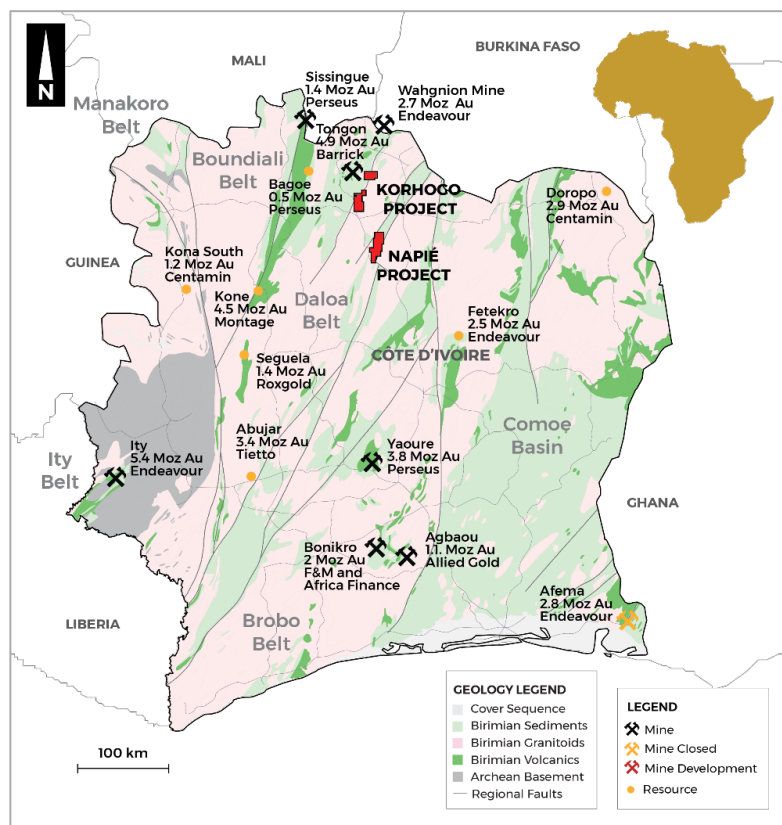 N
MALI
BURKINA FASO
Manakoro
Belt
Sissingue
1.4 Moz Au
Perseus
Wahgnion Mine
2.7 Moz Au
Endeavour
Tongon
4.9 Moz Au
Barrick
Boundiali
Belt
Bagoe
0.5 Moz Au
Perseus
KORHOGO
PROJECT
Doropo
2.9 Moz Au
Centamin
NAPIÉ
PROJECT
GUINEA
Kona South
1.2 Moz Au
Centamin
Kone
4.5 Moz Au
Montage
Daloa
Belt
Fetekro
2.5 Moz Au
Endeavour
CÔTE D'IVOIRE
Seguela
1.4 Moz Au
Roxgold
Comoe
Basin
Abujar
3.4 Moz Au
Tietto
Yaoure
3.8 Moz Au
Perseus
Ity
Belt
Ity
5.4 Moz Au
Endeavour
GHANA
Bonikro
2 Moz Au
F&M and
Africa Finance
Agbaou
1.1. Moz Au
Allied Gold
Afema
2.8 Moz Au
Endeavour
LIBERIA
Brobo
Belt
100 km
GEOLOGY LEGEND
Cover Sequence
Birimian Sediments
Birimian Granitoids
Birimian Volcanics
Archean Basement
Regional Faults
LEGEND
Mine
Mine Closed
Mine Development
Resource